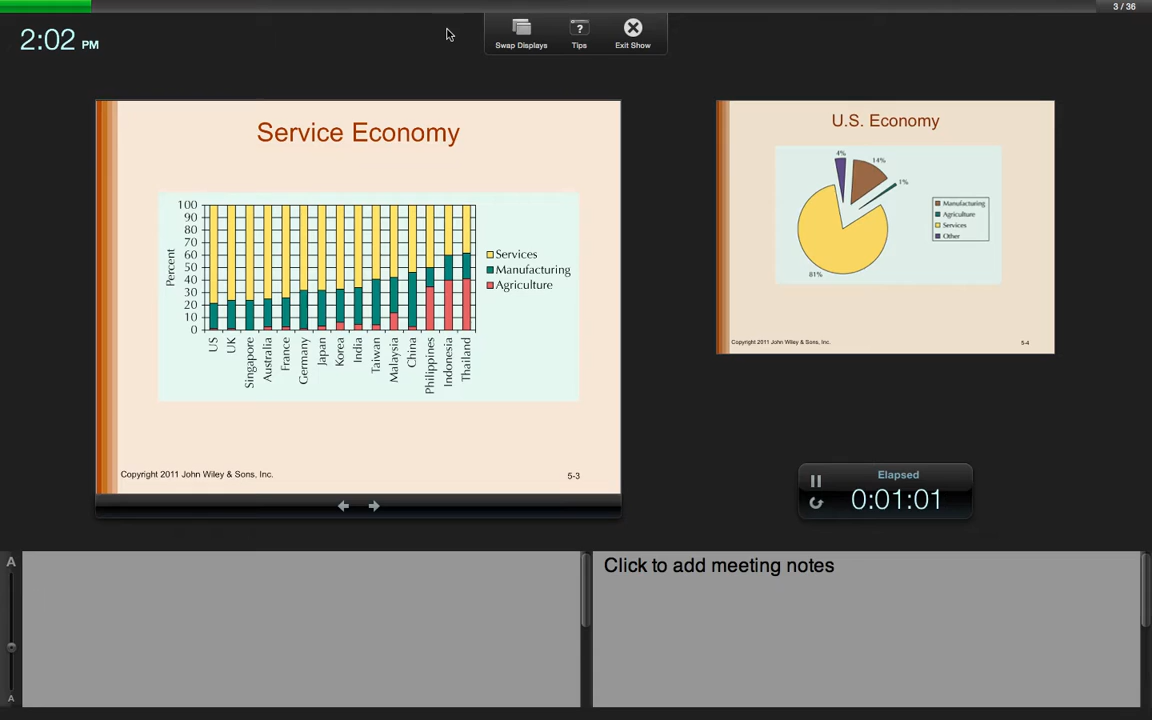 3 / 36
2:02 PM
Swap Displays
Tips
Exit Show
Service Economy
100
90
80
70
60
50
40
30
20
10
0
Percent
US
UK
Singapore
Australia
France
Germany
Japan
Korea
India
Taiwan
Malaysia
China
Philippines
Indonesia
Thailand
Services
Manufacturing
Agriculture
Copyright 2011 John Wiley & Sons, Inc.
5-3
U.S. Economy
4%
14%
1%
81%
Manufacturing
Agriculture
Services
Other
Copyright 2011 John Wiley & Sons, Inc.
5-4
Elapsed
0:01:01
A
A
Click to add meeting notes